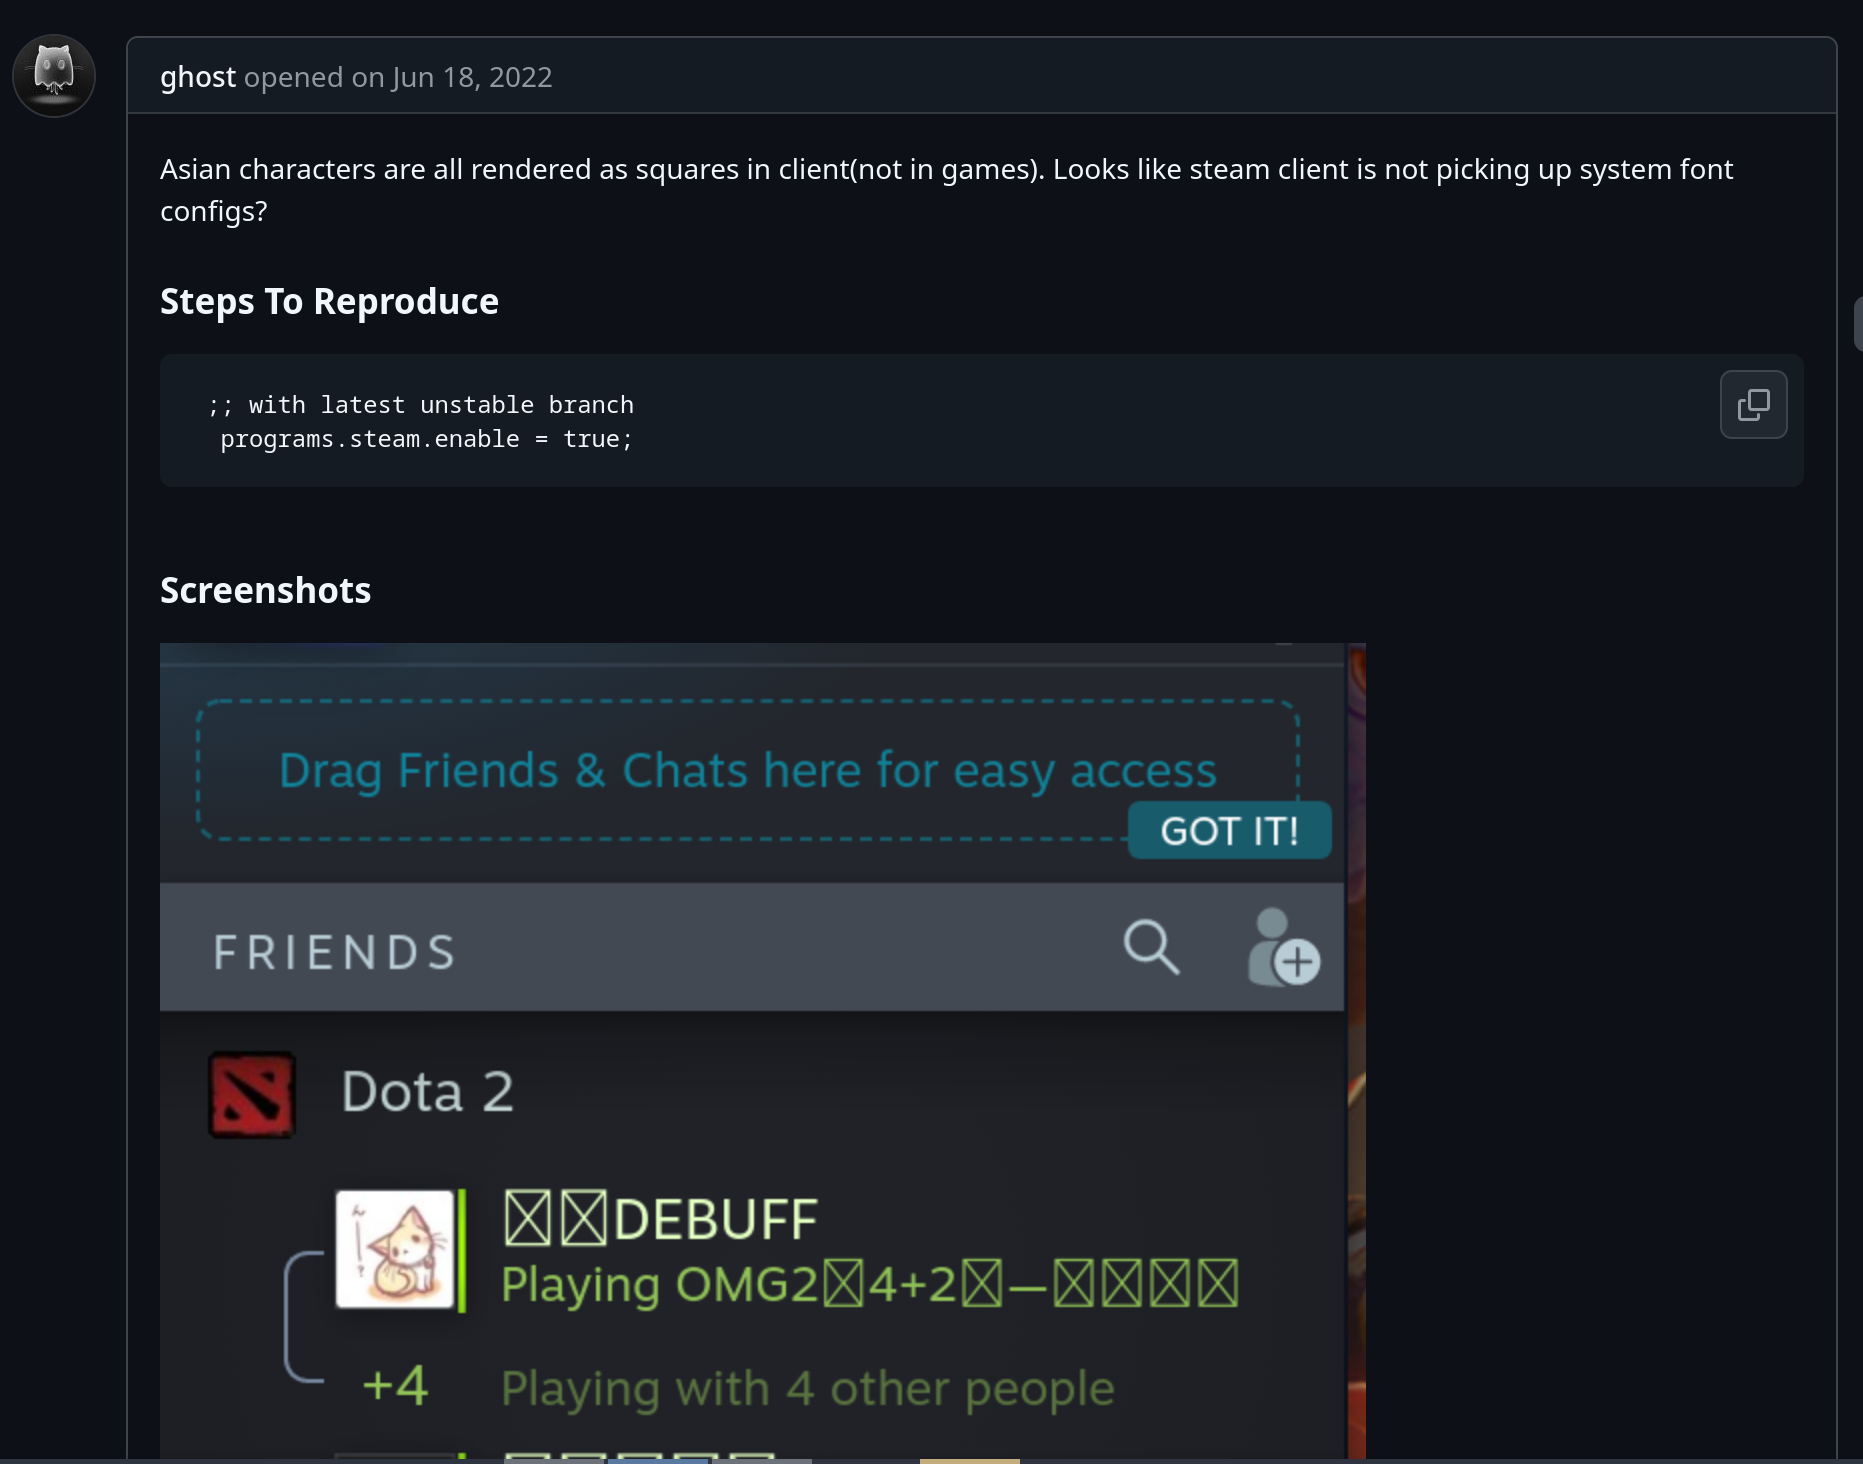 ghost opened on Jun 18, 2022
Asian characters are all rendered as squares in client(not in games). Looks like steam client is not picking up system font
configs?
Steps To Reproduce
;; with latest unstable branch
programs.steam.enable = true;
Screenshots
Drag Friends & Chats here for easy access
GOT IT!
FRIENDS
Dota 2
DEBUFF
Playing OMG2 4+2 —
+4
Playing with 4 other people